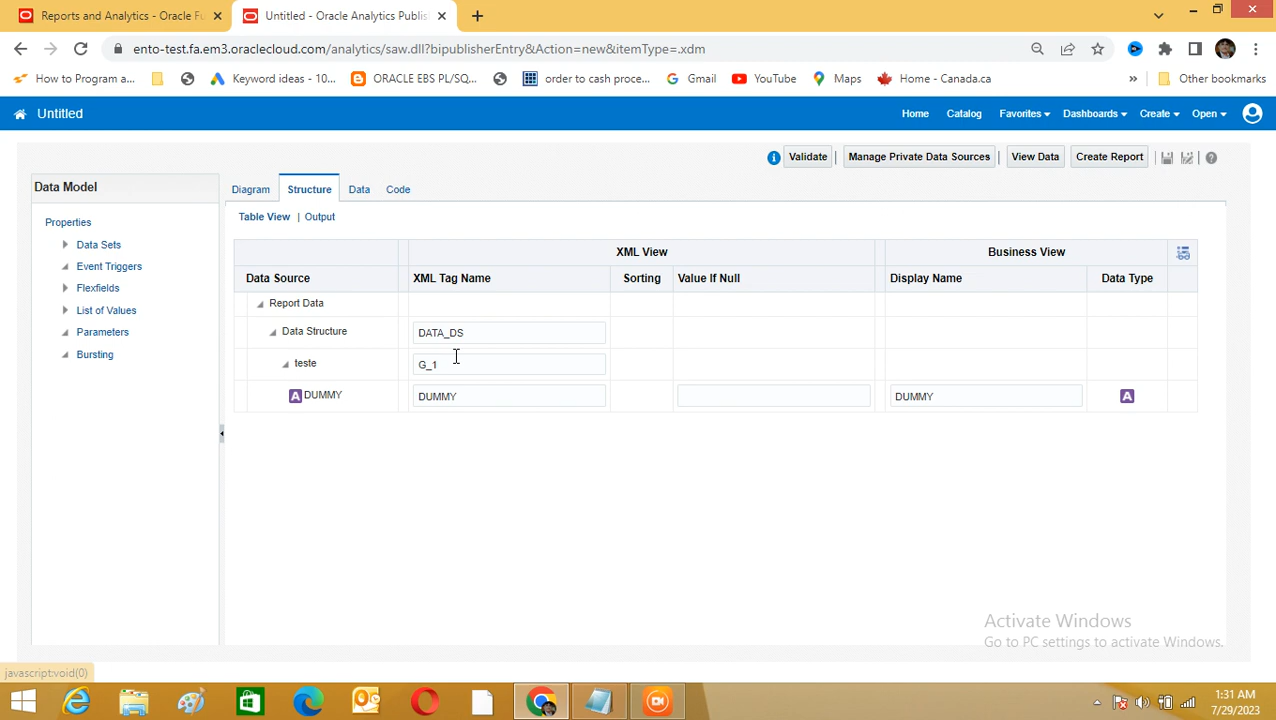 Reports and Analytics - Oracle Fu
Untitled - Oracle Analytics Publis
ento-test.fa.em3.oraclecloud.com/analytics/saw.dll?bipublisherEntry&Action=new&itemType=.xdm
How to Program a...
Keyword ideas - 10...
ORACLE EBS PL/SQ...
order to cash proce...
Gmail
YouTube
Maps
Home - Canada.ca
»
Other bookmarks
Untitled
Home
Catalog
Favorites
Dashboards
Create
Open
Validate
Manage Private Data Sources
View Data
Create Report
Data Model
Diagram
Structure
Data
Code
Properties
Data Sets
Event Triggers
Flexfields
List of Values
Parameters
Bursting
Table View | Output
XML View
Business View
Data Source
XML Tag Name
Sorting
Value If Null
Display Name
Data Type
Report Data
Data Structure
DATA_DS
teste
G_1
A DUMMY
DUMMY
DUMMY
A
Activate Windows
Go to PC settings to activate Windows.
javascript:void(0)
1:31 AM
7/29/2023